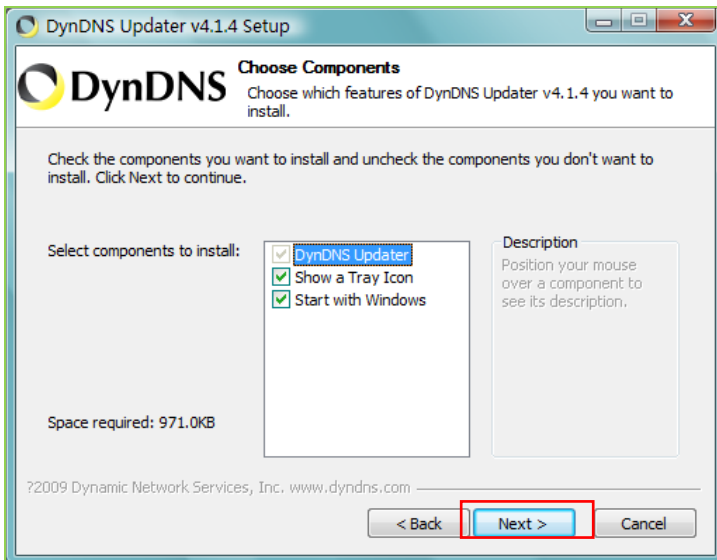 DynDNS Updater v4.1.4 Setup
DynDNS
Choose Components
Choose which features of DynDNS Updater v4.1.4 you want to
install.
Check the components you want to install and uncheck the components you don't want to
install. Click Next to continue.
Select components to install:
DynDNS Updater
Show a Tray Icon
Start with Windows
Description
Position your mouse
over a component to
see its description.
Space required: 971.0KB
?2009 Dynamic Network Services, Inc. www.dyndns.com
< Back
Next >
Cancel